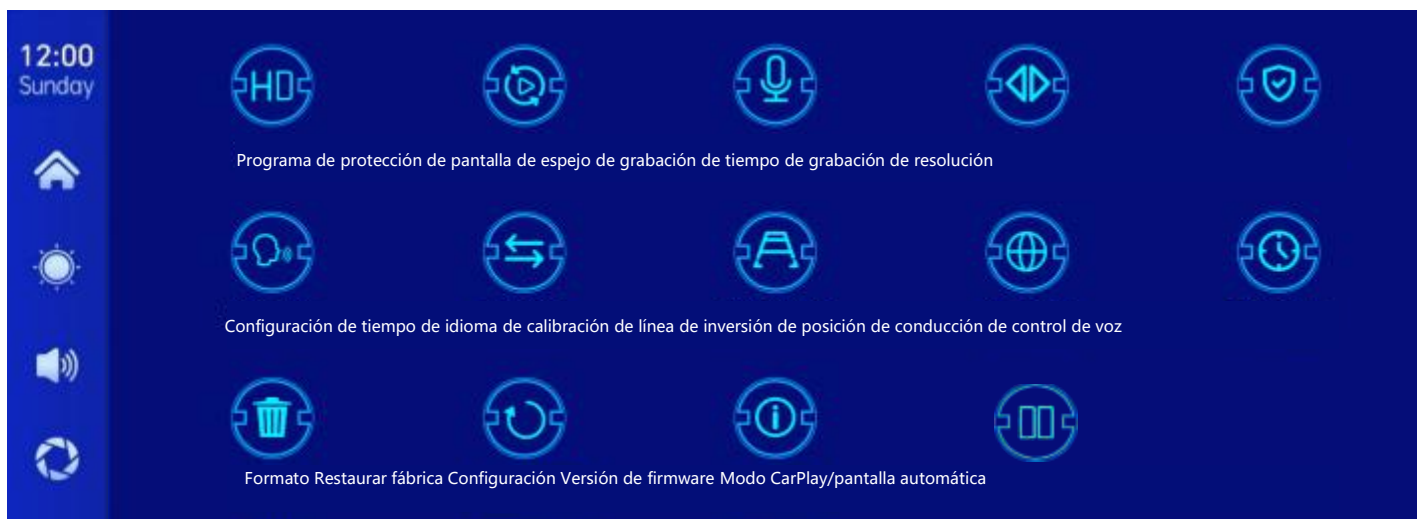 12:00
Sunday
HD
Programa de protección de pantalla de espejo de grabación de tiempo de grabación de resolución
Configuración de tiempo de idioma de calibración de línea de inversión de posición de conducción de control de voz
Formato Restaurar fábrica Configuración Versión de firmware Modo CarPlay/pantalla automática